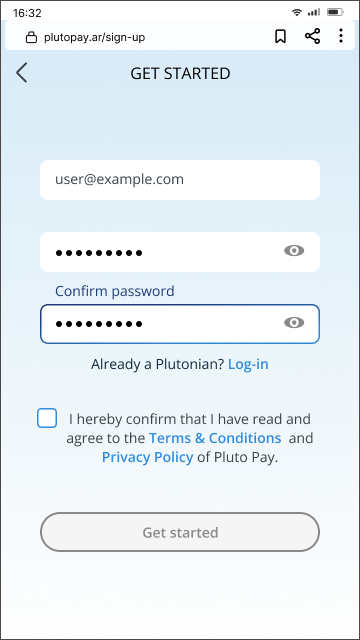 16:32
plutopay.ar/sign-up
GET STARTED
user@example.com
•••••••••
Confirm password
•••••••••
Already a Plutonian? Log-in
I hereby confirm that I have read and
agree to the Terms & Conditions and
Privacy Policy of Pluto Pay.
Get started